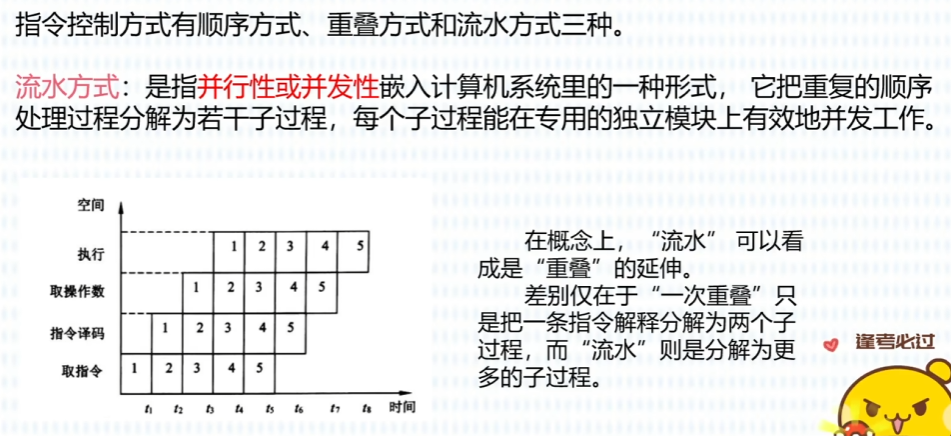 指令控制方式有顺序方式、重叠方式和流水方式三种。
流水方式：是指并行性或并发性嵌入计算机系统里的一种形式，它把重复的顺序
处理过程分解为若干子过程，每个子过程能在专用的独立模块上有效地并发工作.
空间
执行 1 2 3 4 5
取操作数 1 2 3 4 5
指令译码 1 2 3 4 5
取指令 1 2 3 4 5
t₁ t₂ t₃ t₄ t₅ t₆ t₇ t₈ 时间
在概念上，“流水”可以看
成是“重叠”的延伸。
差别仅在于“一次重叠”只
是把一条指令解释分解为两个子
过程，而“流水”则是分解为更
多的子过程。
逢考必过